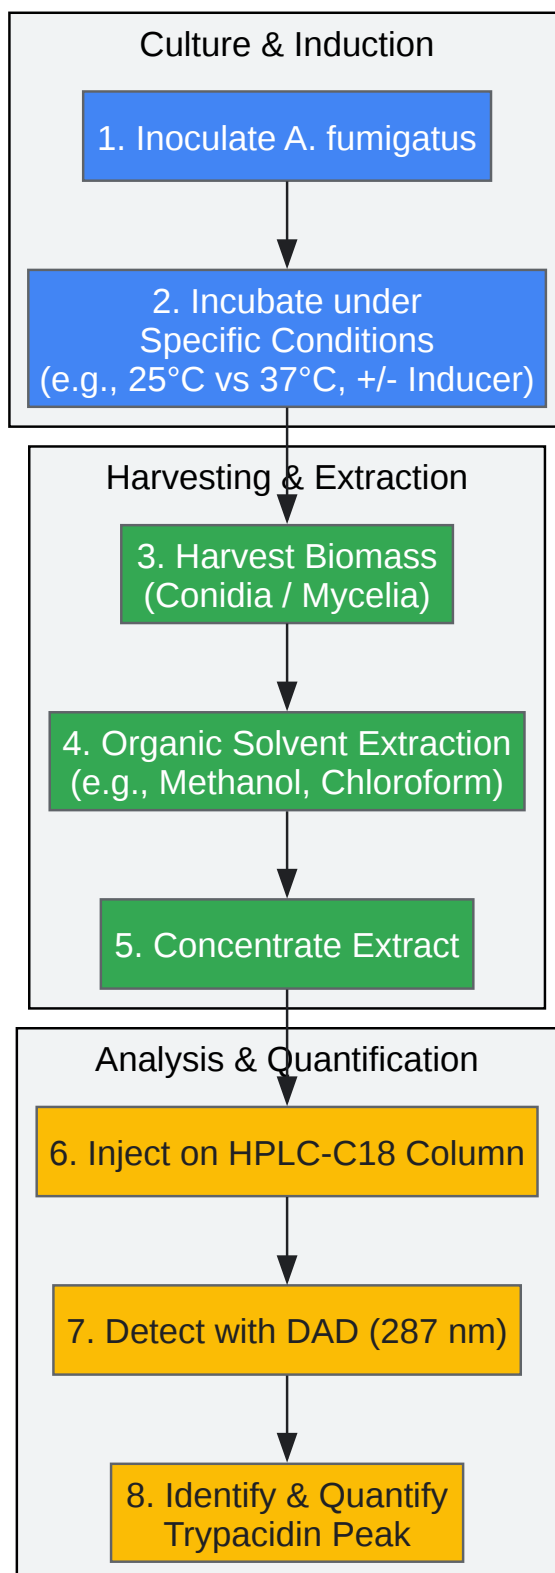 Culture & Induction
1. Inoculate A. fumigatus
2. Incubate under
Specific Conditions
(e.g., 25°C vs 37°C, +/- Inducer)
Harvesting & Extraction
3. Harvest Biomass
(Conidia / Mycelia)
4. Organic Solvent Extraction
(e.g., Methanol, Chloroform)
5. Concentrate Extract
Analysis & Quantification
6. Inject on HPLC-C18 Column
7. Detect with DAD (287 nm)
8. Identify & Quantify
Trypacidin Peak